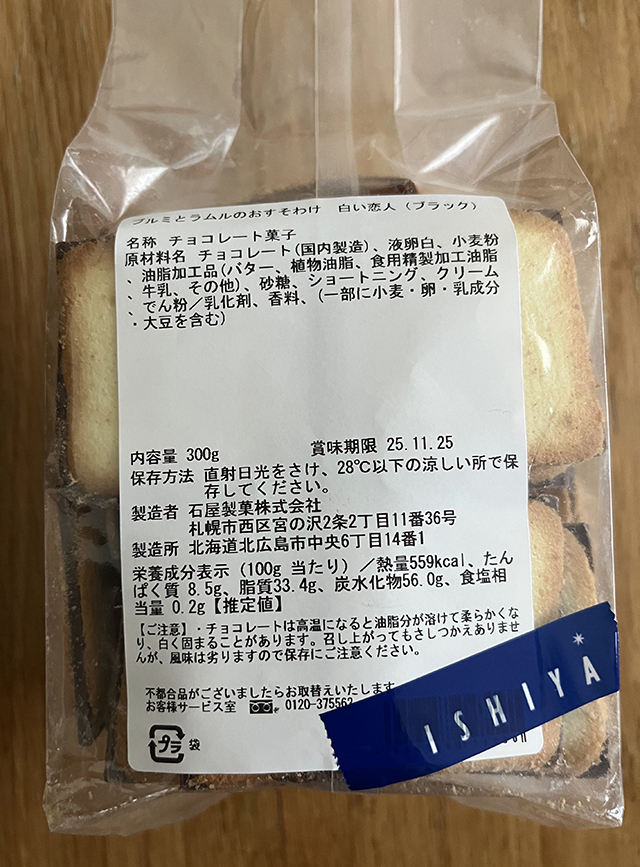 プルミとラムルのおすそわけ 白い恋人（ブラック）
名称 チョコレート菓子
原材料名 チョコレート(国内製造)、液卵白、小麦粉
、油脂加工品(バター、植物油脂、食用精製加工油脂
、牛乳、その他)、砂糖、ショートニング、クリーム
、でん粉／乳化剤、香料、(一部に小麦・卵・乳成分
・大豆を含む)
内容量 300g 賞味期限 25.11.25
保存方法 直射日光をさけ、28℃以下の涼しい所で保
存してください。
製造者 石屋製菓株式会社
札幌市西区宮の沢2条2丁目11番36号
製造所 北海道北広島市中央6丁目14番1
栄養成分表示（100g 当たり）／熱量559kcal、たん
ぱく質 8.5g、脂質33.4g、炭水化物56.0g、食塩相
当量 0.2g【推定値】
【ご注意】・チョコレートは高温になると油脂分が溶けて柔らかくな
り、白く固まることがあります。召し上がってもさしつかえありませ
んが、風味は劣りますので保存にご注意ください。
不都合品がございましたらお取替えいたします
お客様サービス室 0120-375562
プラ 袋
ISHIYA